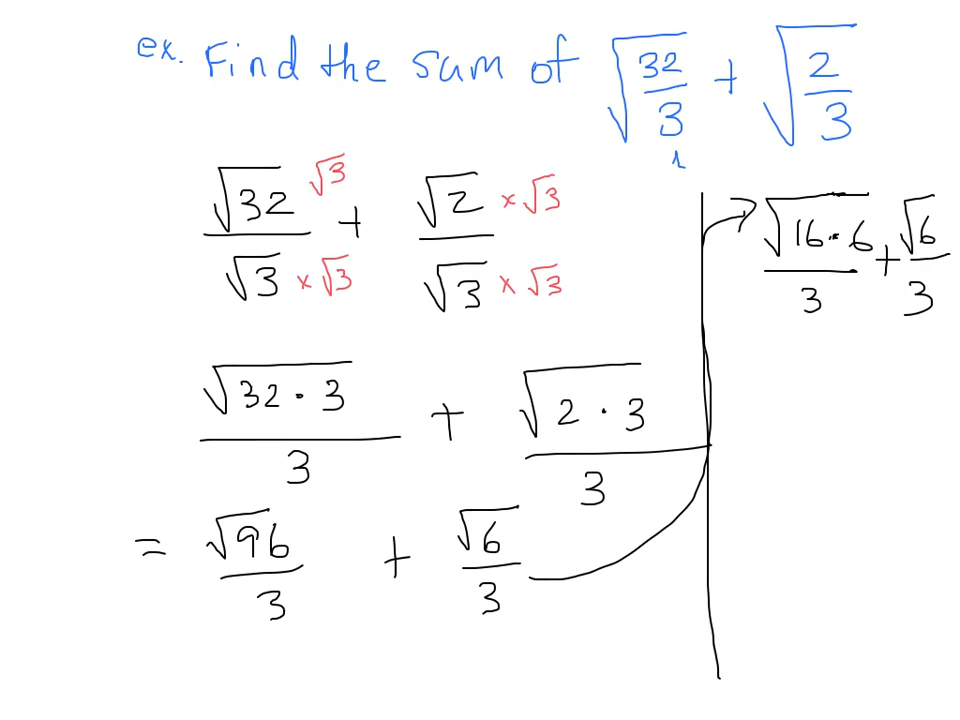 ex. Find the sum of √(32/3) + √(2/3)
√32 √3 / √3 × √3 + √2 × √3 / √3 × √3
√(32 · 3) / 3 + √(2 · 3) / 3
= √96 / 3 + √6 / 3
√(16 · 6) / 3 + √6 / 3